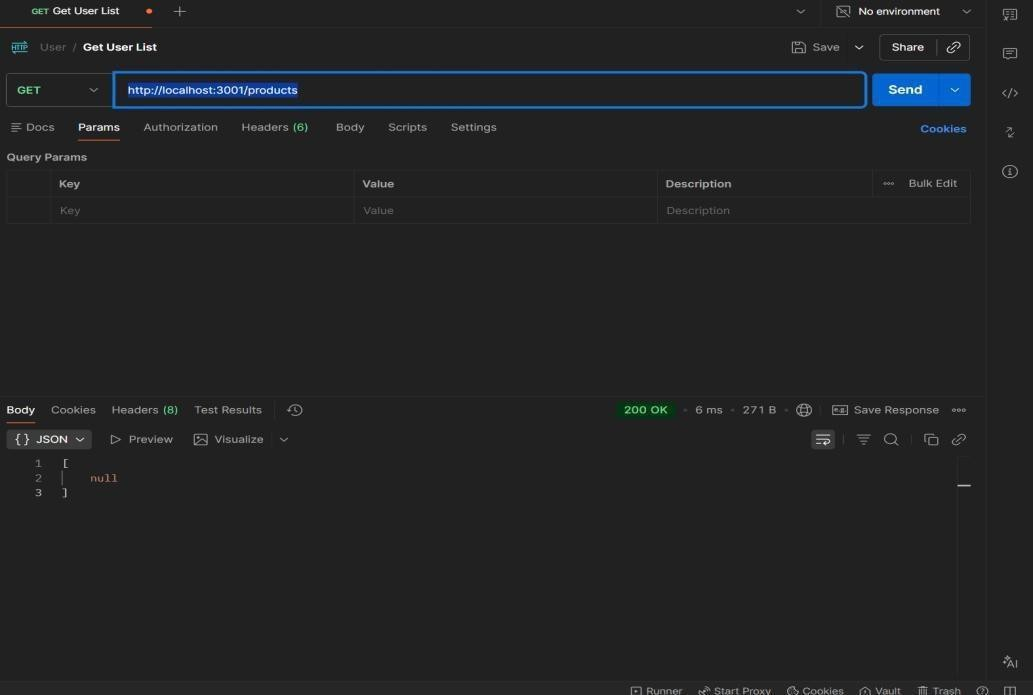 GET Get User List
No environment
HTTP User / Get User List
Save
Share
GET
http://localhost:3001/products
Send
Docs
Params
Authorization
Headers (6)
Body
Scripts
Settings
Cookies
Query Params
Key Value Description Bulk Edit
Key Value Description
Body
Cookies
Headers (8)
Test Results
200 OK • 6 ms • 271 B
Save Response
{} JSON
Preview
Visualize
1 [
2 null
3 ]
AI
Runner
Start Proxy
Cookies
Vault
Trash